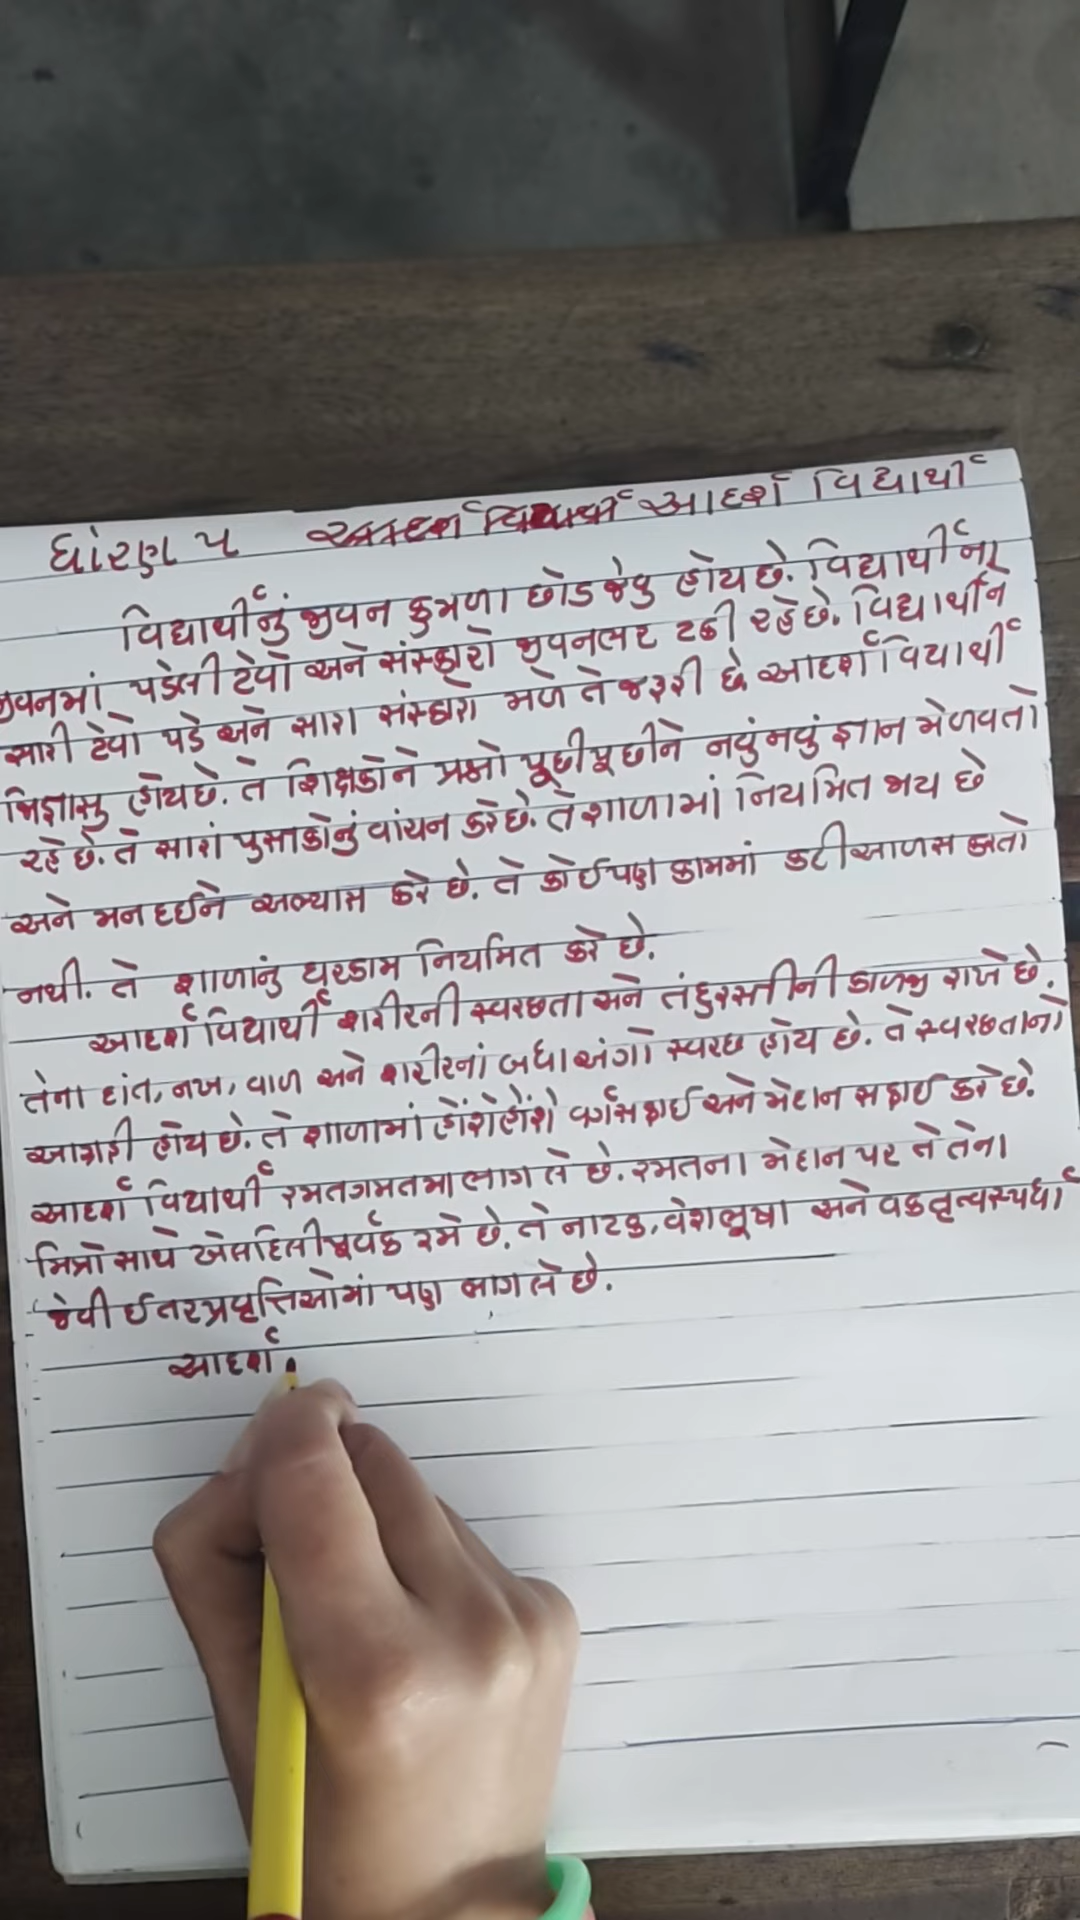 ધોરણ ૫ આદર્શ વિદ્યાર્થી આદર્શ વિદ્યાર્થી
વિદ્યાર્થીનું જીવન કુમળા છોડ જેવુ હોય છે. વિદ્યાર્થીના
જીવનમાં પડેલી ટેવો અને સંસ્કારો જીવનભર ટકી રહે છે. વિદ્યાર્થીને
સારી ટેવો પડે અને સારા સંસ્કારો મળે તે જરૂરી છે. આદર્શ વિદ્યાર્થી
જિજ્ઞાસુ હોય છે. તે શિક્ષકોને પ્રશ્નો પૂછીપૂછીને નવુંનવું જ્ઞાન મેળવતો
રહે છે. તે સારાં પુસ્તકોનું વાંચન કરે છે. તે શાળામાં નિયમિત જાય છે
અને મન દઈને અભ્યાસ કરે છે. તે કોઈપણ કામમાં કદી આળસ કરતો
નથી. તે શાળાનું ઘરકામ નિયમિત કરે છે.
આદર્શ વિદ્યાર્થી શરીરની સ્વચ્છતા અને તંદુરસ્તીની કાળજી રાખે છે.
તેના દાંત, નખ, વાળ અને શરીરનાં બધા અંગો સ્વચ્છ હોય છે. તે સ્વચ્છતાનો
આગ્રહી હોય છે. તે શાળામાં હોંશેહોંશે વર્ગસફાઈ અને મેદાન સફાઈ કરે છે.
આદર્શ વિદ્યાર્થી રમતગમતમા ભાગ લે છે. રમતના મેદાન પર તે તેના
મિત્રો સાથે ખેલદિલીપૂર્વક રમે છે. તે નાટક, વેશભૂષા અને વકતૃત્વસ્પર્ધા
જેવી ઈતરપ્રવૃત્તિઓમાં પણ ભાગ લે છે.
આદર્શ